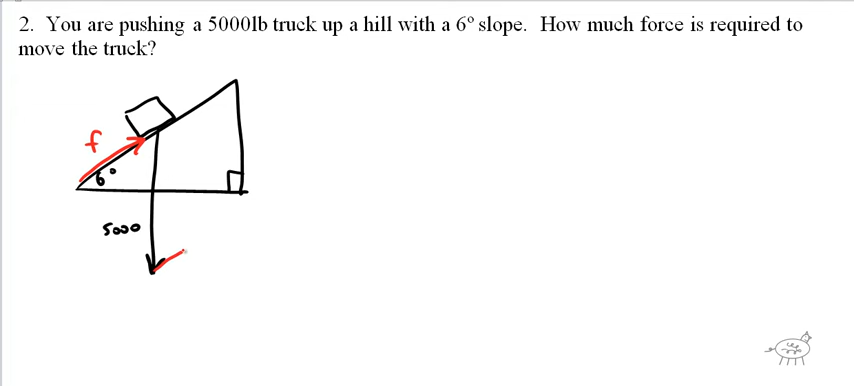 2. You are pushing a 5000lb truck up a hill with a 6° slope. How much force is required to
move the truck?
f
6°
5000